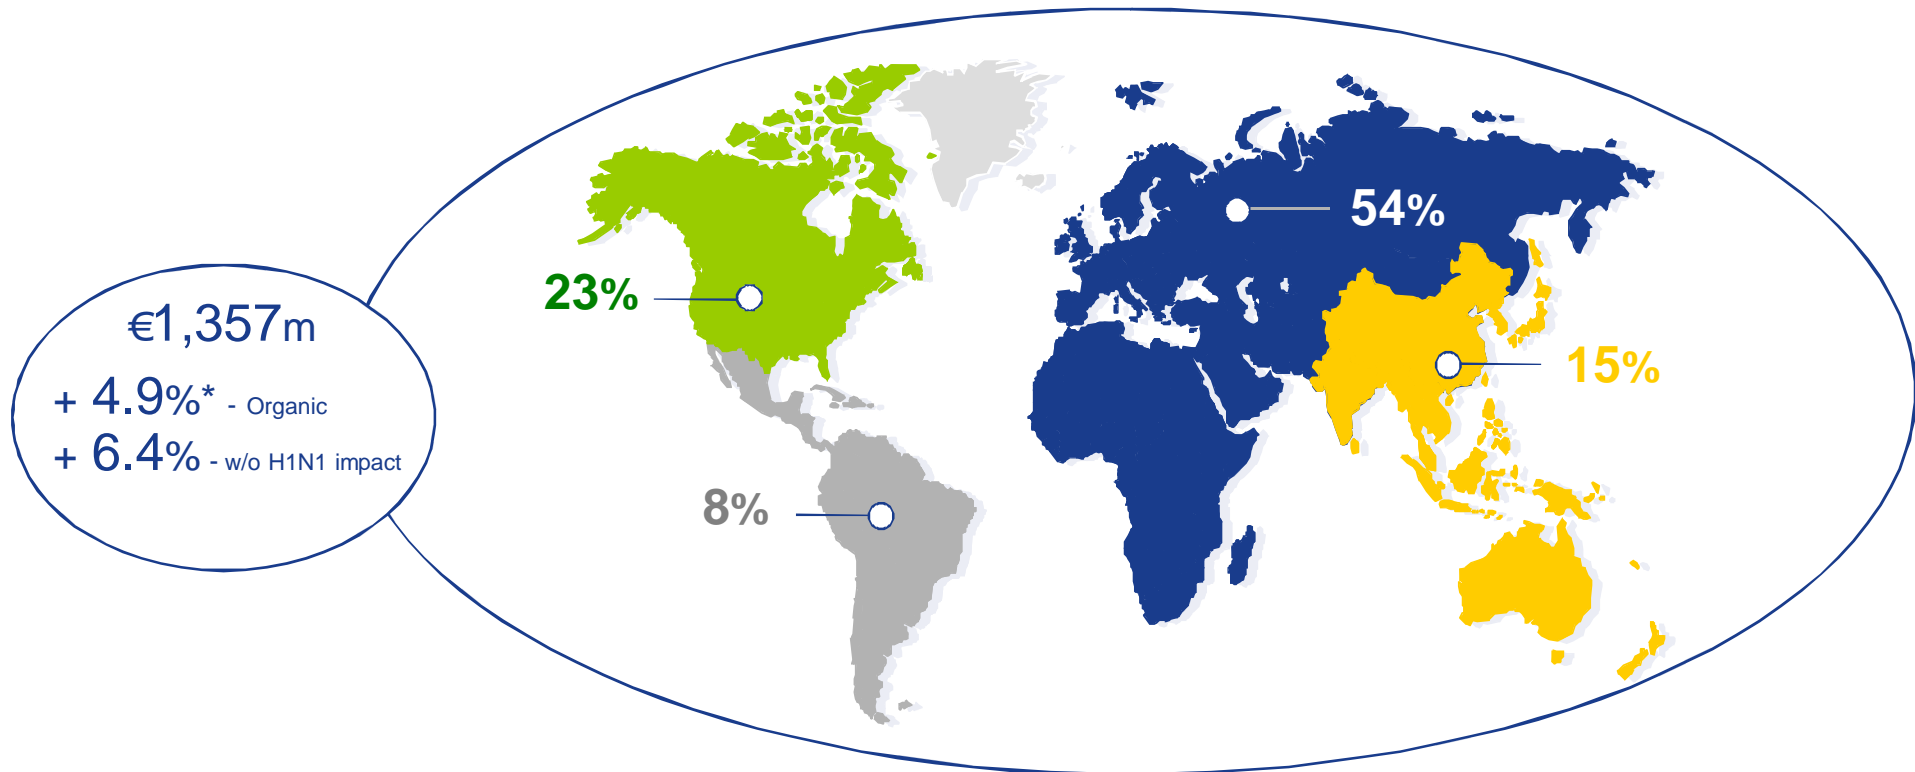 €1,357m
+ 4.9%* - Organic
+ 6.4% - w/o H1N1 impact
23%
54%
15%
8%